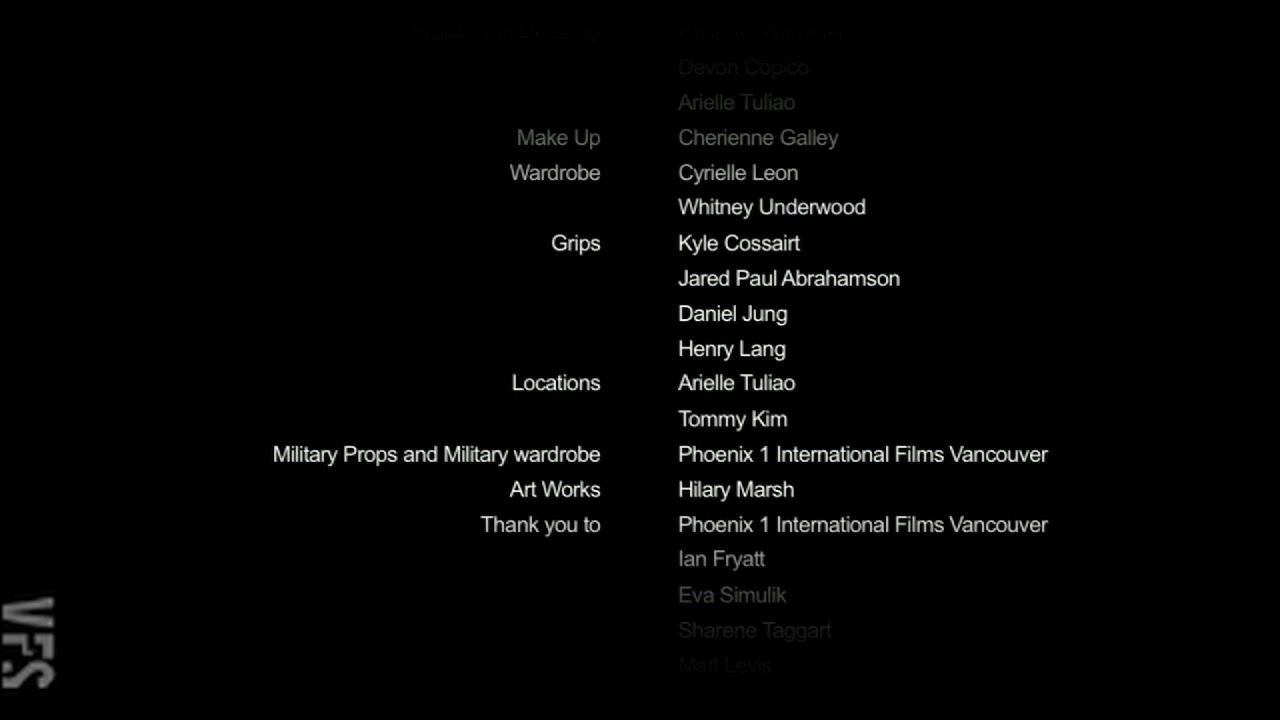 Devon Copico
Arielle Tuliao
Make Up Cherienne Galley
Wardrobe Cyrielle Leon
Whitney Underwood
Grips Kyle Cossairt
Jared Paul Abrahamson
Daniel Jung
Henry Lang
Locations Arielle Tuliao
Tommy Kim
Military Props and Military wardrobe Phoenix 1 International Films Vancouver
Art Works Hilary Marsh
Thank you to Phoenix 1 International Films Vancouver
Ian Fryatt
Eva Simulik
Sharene Taggart
Matt Levis
VFS